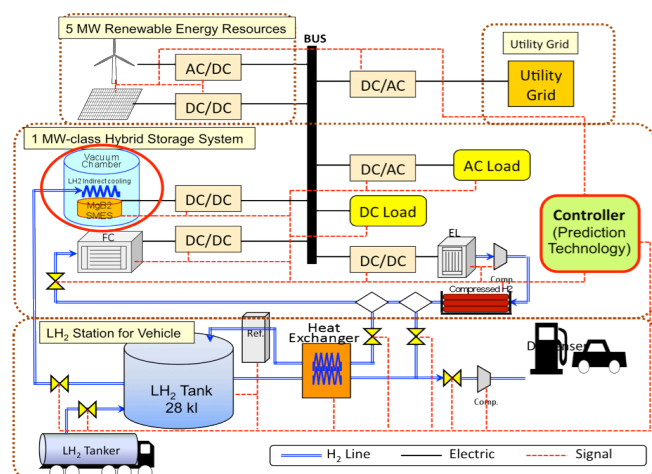 5 MW Renewable Energy Resources
BUS
Utility Grid
AC/DC
DC/AC
Utility
Grid
DC/DC
1 MW-class Hybrid Storage System
Vacuum
Chamber
LH2 Indirect cooling
MgB2
SMES
DC/DC
DC/AC
AC Load
DC Load
Controller
(Prediction
Technology)
FC
DC/DC
DC/DC
EL
Comp.
Compressed H2
LH2 Station for Vehicle
Ref.
Heat
Exchanger
Dispenser
LH2 Tank
28 kl
Comp.
LH2 Tanker
H2 Line
Electric
Signal